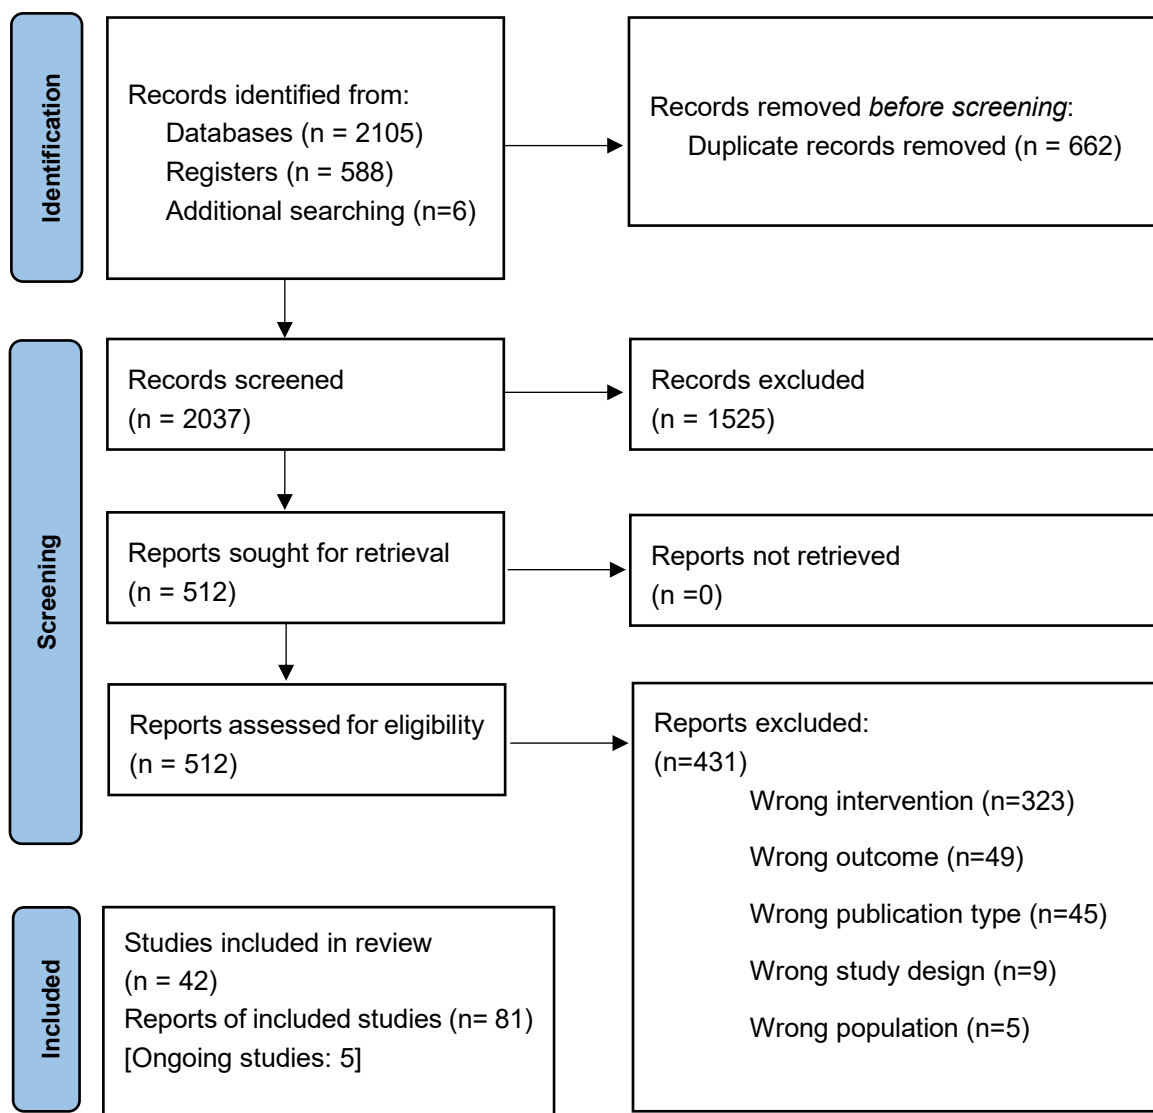 Identification
Records identified from:
Databases (n = 2105)
Registers (n = 588)
Additional searching (n=6)
Records removed before screening:
Duplicate records removed (n = 662)
Screening
Records screened
(n = 2037)
Records excluded
(n = 1525)
Reports sought for retrieval
(n = 512)
Reports not retrieved
(n =0)
Reports assessed for eligibility
(n = 512)
Reports excluded:
(n=431)
Wrong intervention (n=323)
Wrong outcome (n=49)
Wrong publication type (n=45)
Wrong study design (n=9)
Wrong population (n=5)
Included
Studies included in review
(n = 42)
Reports of included studies (n= 81)
[Ongoing studies: 5]